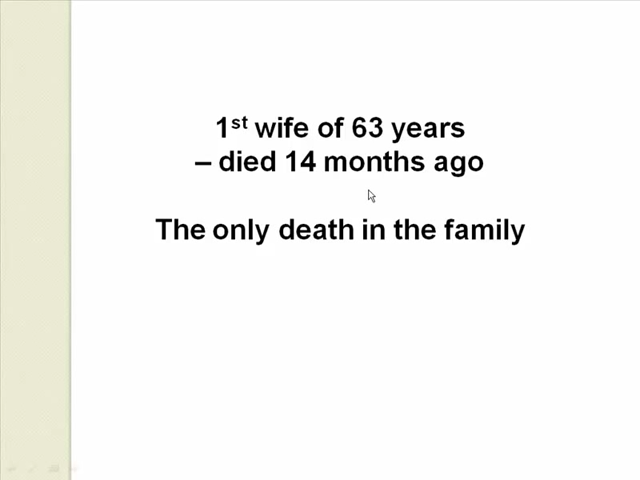 1st wife of 63 years
– died 14 months ago
The only death in the family